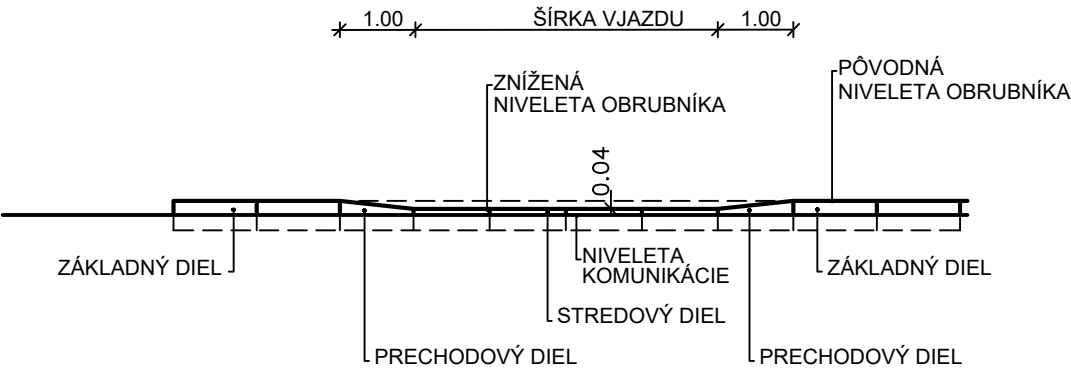 1.00
ŠÍRKA VJAZDU
1.00
ZNÍŽENÁ
NIVELETA OBRUBNÍKA
PÔVODNÁ
NIVELETA OBRUBNÍKA
0.04
ZÁKLADNÝ DIEL
NIVELETA
KOMUNIKÁCIE
ZÁKLADNÝ DIEL
STREDOVÝ DIEL
PRECHODOVÝ DIEL
PRECHODOVÝ DIEL